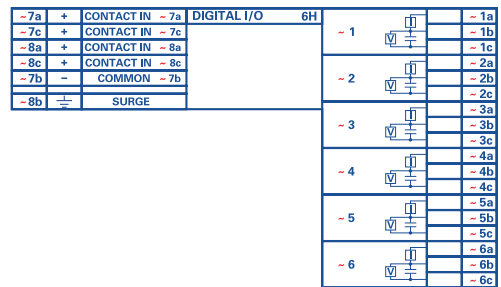 ~ 7a + CONTACT IN ~ 7a DIGITAL I/O 6H
~ 7c + CONTACT IN ~ 7c
~ 8a + CONTACT IN ~ 8a
~ 8c + CONTACT IN ~ 8c
~ 7b − COMMON ~ 7b
~ 8b SURGE
~ 1 I V ~ 1a
~ 1b
~ 1c
~ 2 I V ~ 2a
~ 2b
~ 2c
~ 3 I V ~ 3a
~ 3b
~ 3c
~ 4 I V ~ 4a
~ 4b
~ 4c
~ 5 I V ~ 5a
~ 5b
~ 5c
~ 6 I V ~ 6a
~ 6b
~ 6c